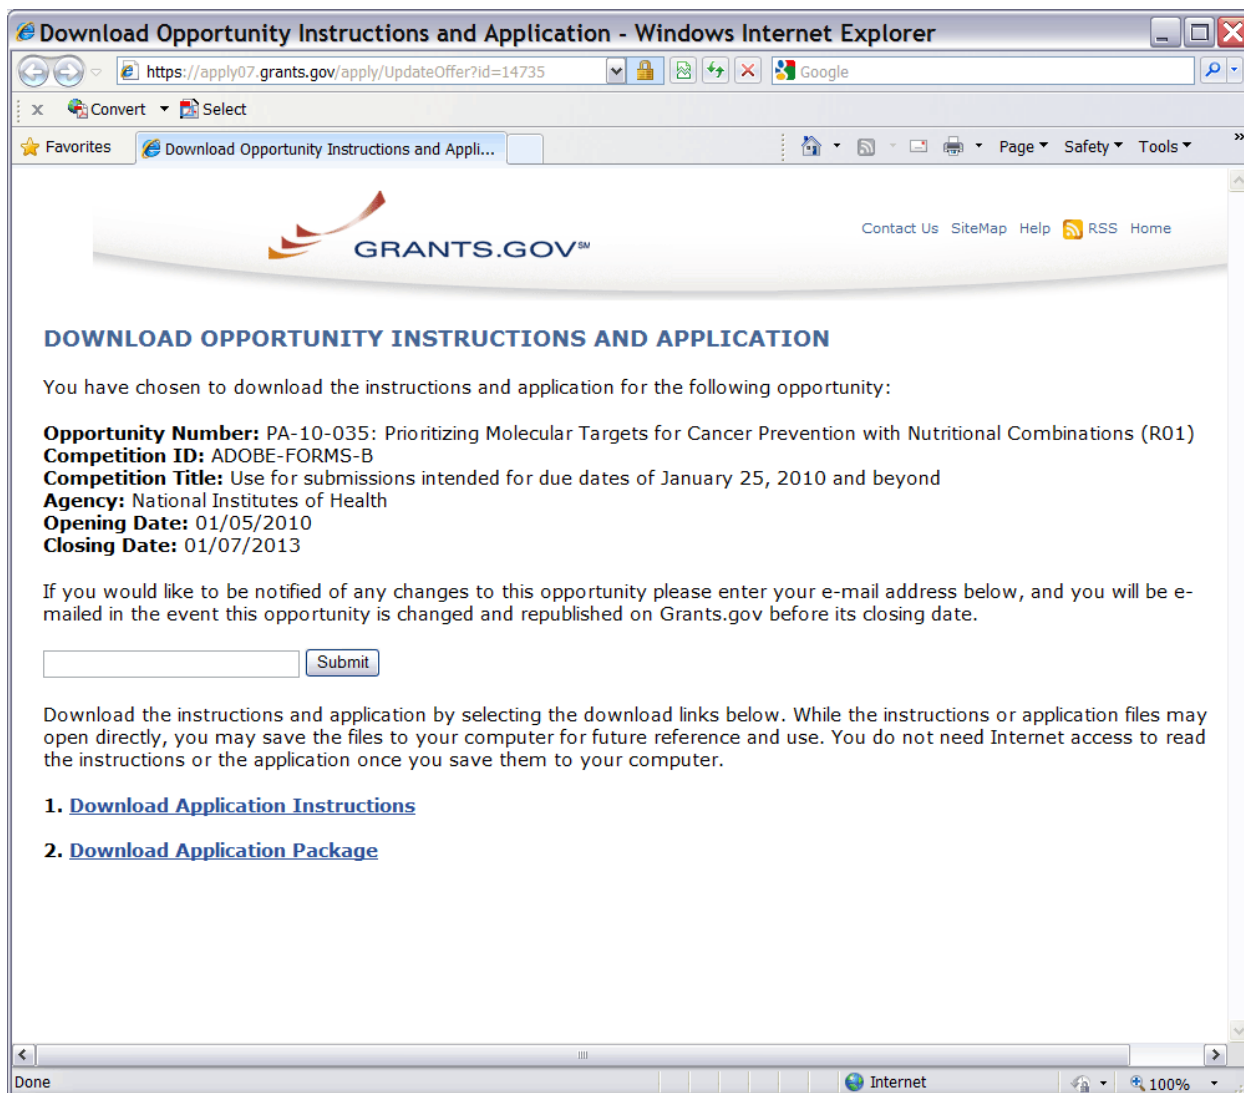 Download Opportunity Instructions and Application - Windows Internet Explorer
https://apply07.grants.gov/apply/UpdateOffer?id=14735
Google
x Convert Select
Favorites
Download Opportunity Instructions and Appli...
Page Safety Tools »
GRANTS.GOV℠
Contact Us SiteMap Help RSS Home
DOWNLOAD OPPORTUNITY INSTRUCTIONS AND APPLICATION
You have chosen to download the instructions and application for the following opportunity:
Opportunity Number: PA-10-035: Prioritizing Molecular Targets for Cancer Prevention with Nutritional Combinations (R01)
Competition ID: ADOBE-FORMS-B
Competition Title: Use for submissions intended for due dates of January 25, 2010 and beyond
Agency: National Institutes of Health
Opening Date: 01/05/2010
Closing Date: 01/07/2013
If you would like to be notified of any changes to this opportunity please enter your e-mail address below, and you will be e-
mailed in the event this opportunity is changed and republished on Grants.gov before its closing date.
Submit
Download the instructions and application by selecting the download links below. While the instructions or application files may
open directly, you may save the files to your computer for future reference and use. You do not need Internet access to read
the instructions or the application once you save them to your computer.
1. Download Application Instructions
2. Download Application Package
Done
Internet
100%